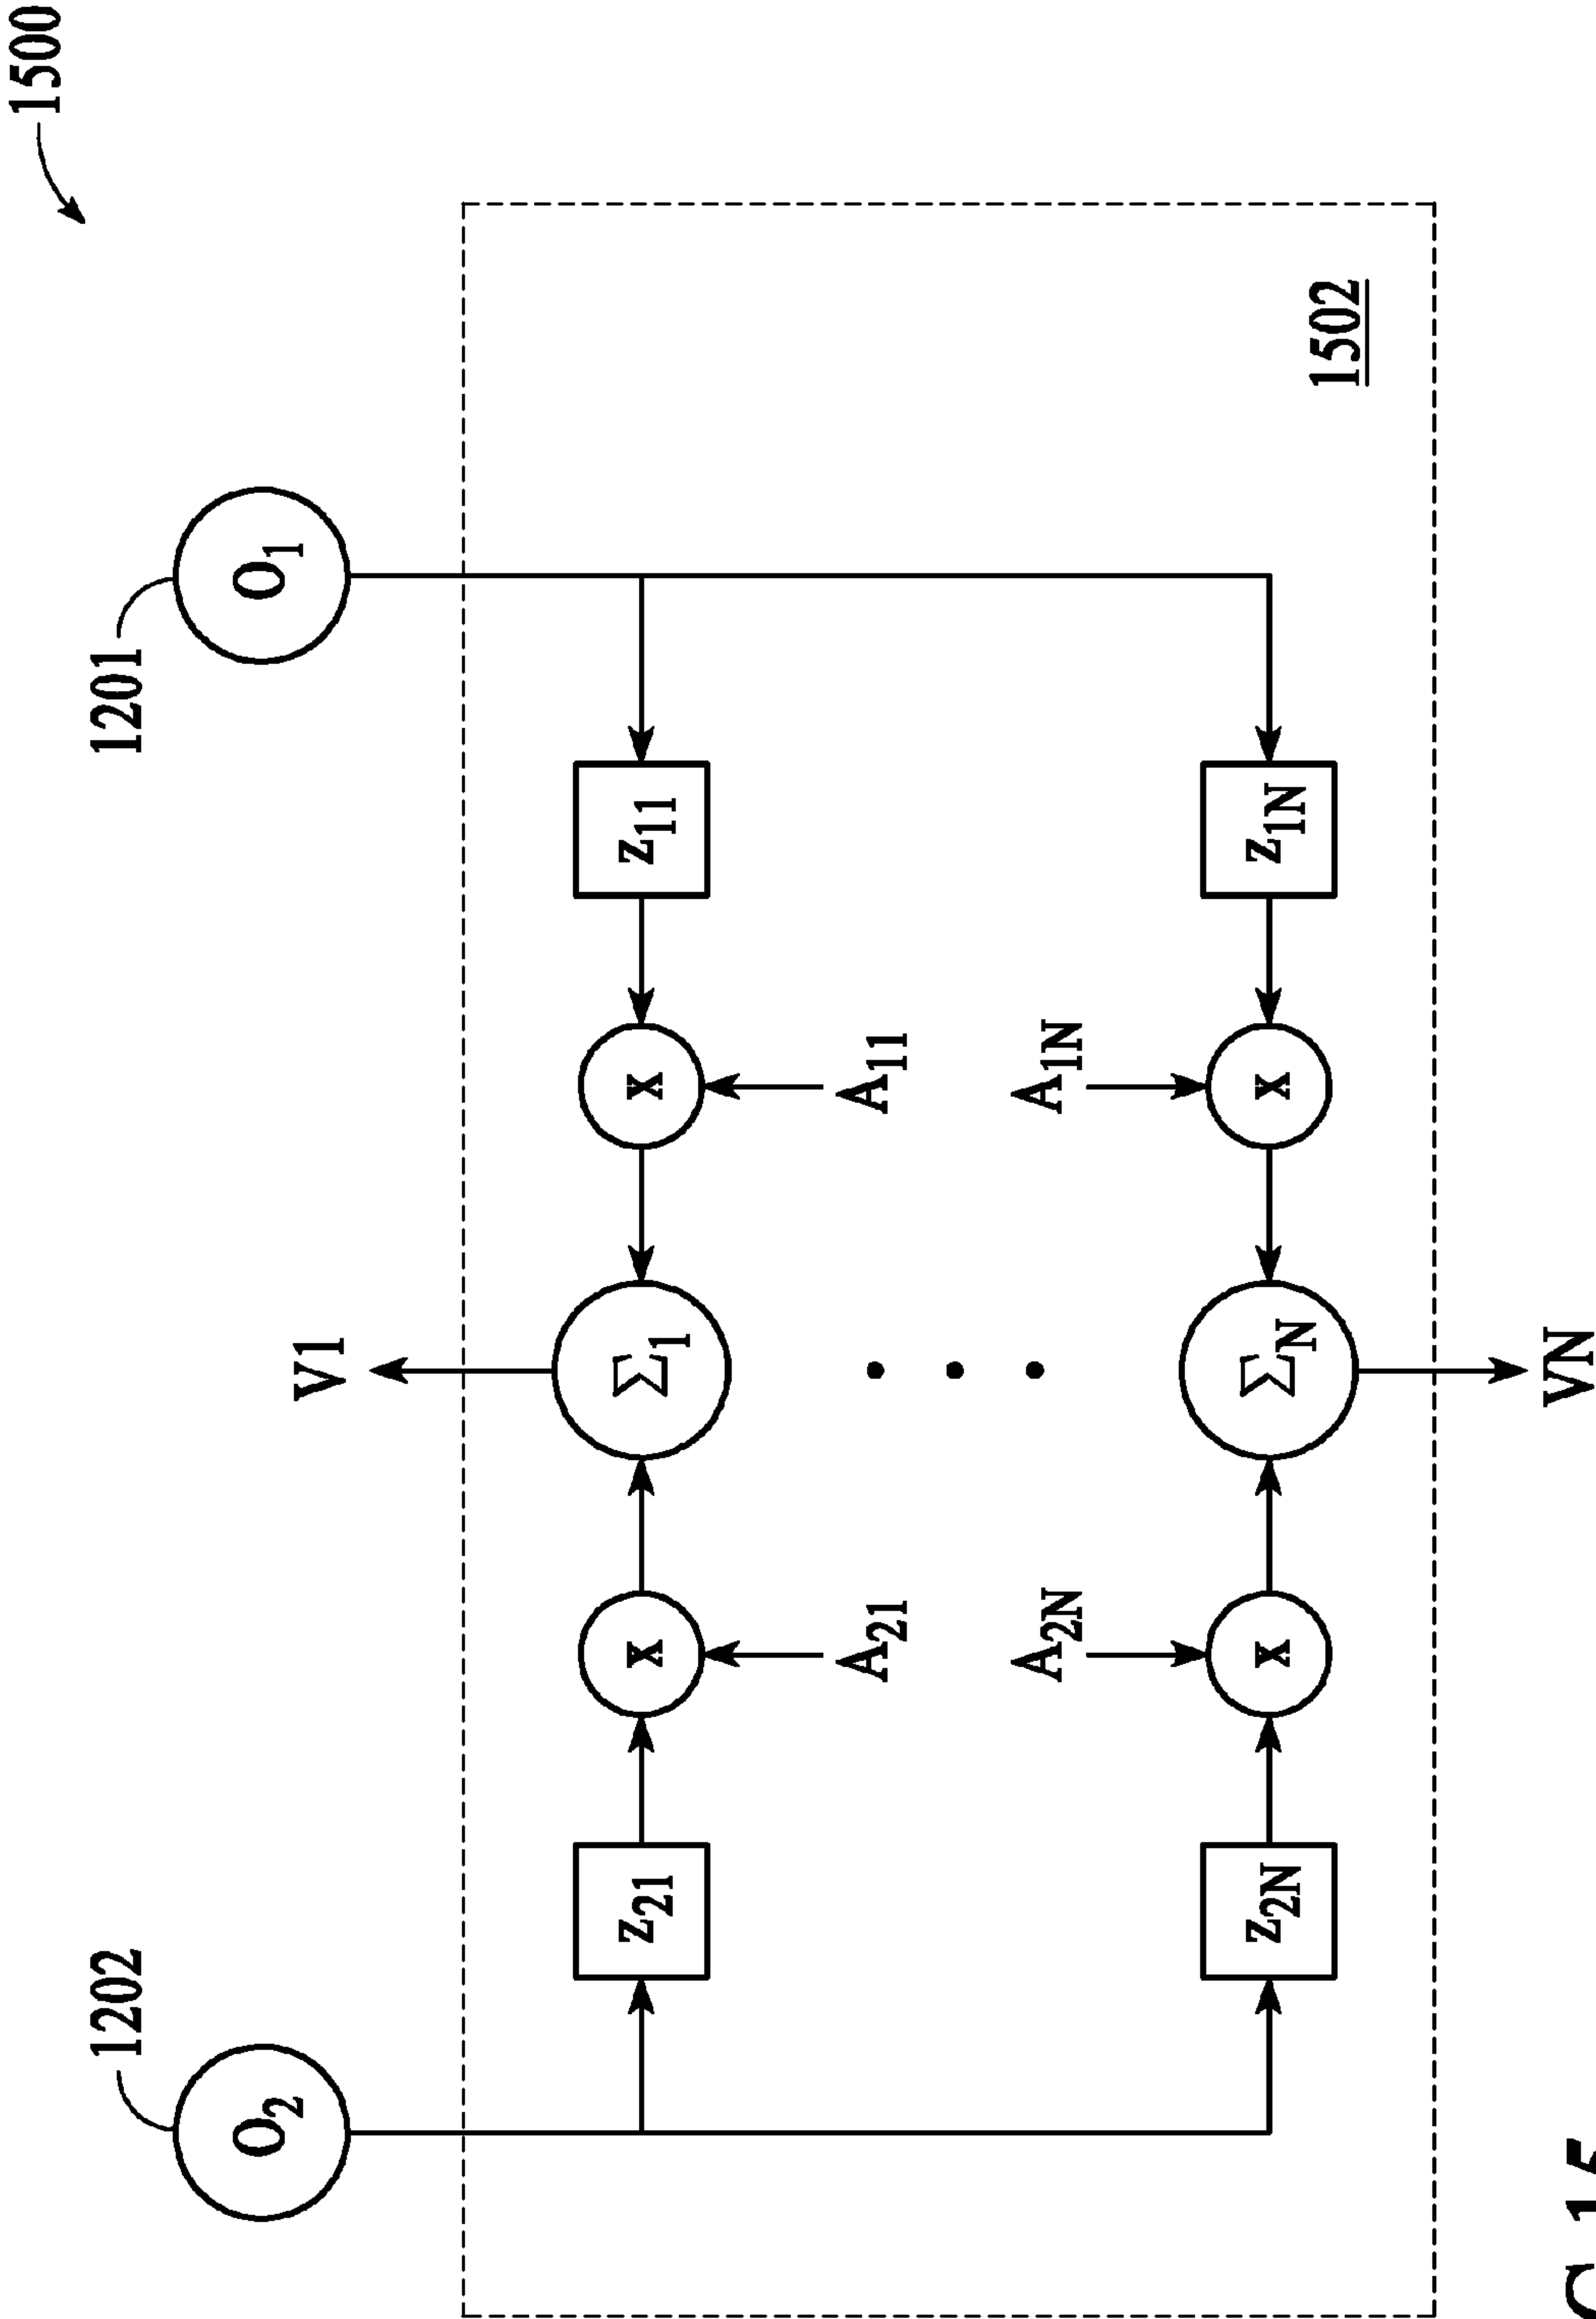 1500
1202
1201
O₂
O₁
V1
z₂₁
x
Σ₁
x
z₁₁
A₂₁
A₁₁
A₂N
A₁N
z₂N
x
ΣN
x
z₁N
1502
VN